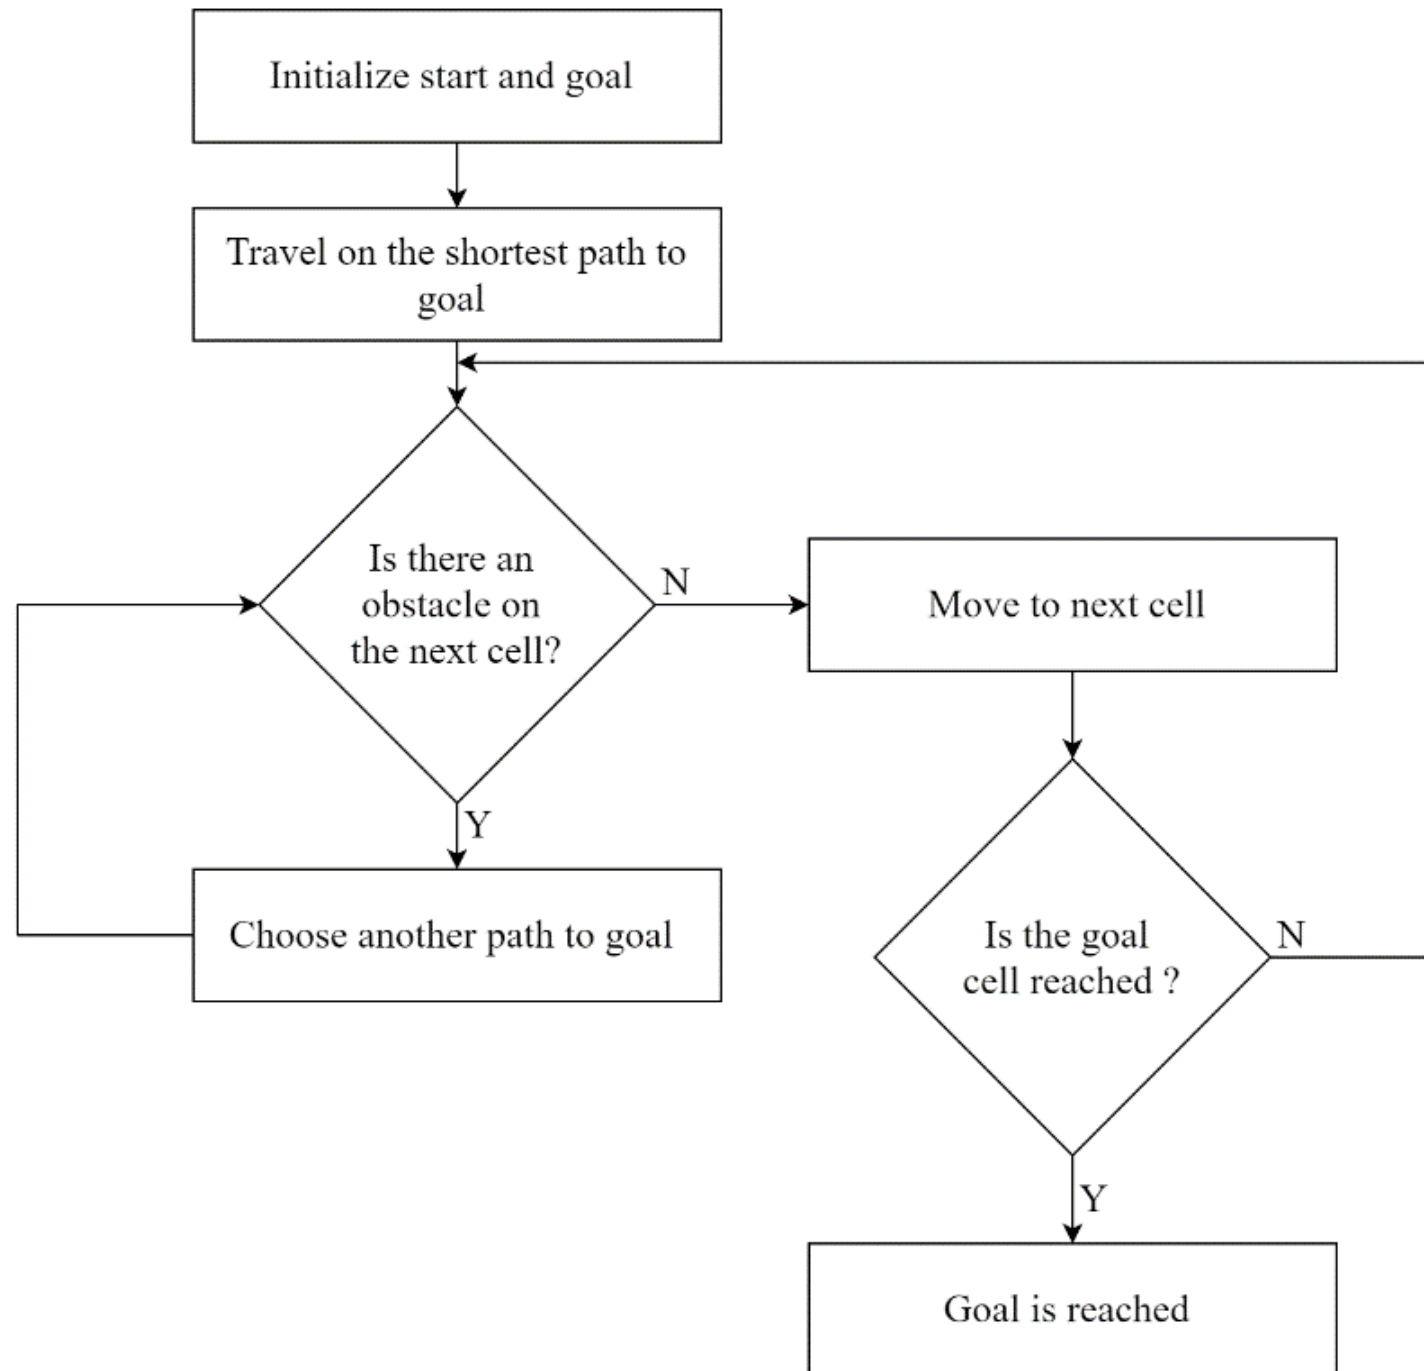 Initialize start and goal
Travel on the shortest path to
goal
Is there an
obstacle on
the next cell?
N
Move to next cell
Y
Choose another path to goal
Is the goal
cell reached ?
N
Y
Goal is reached